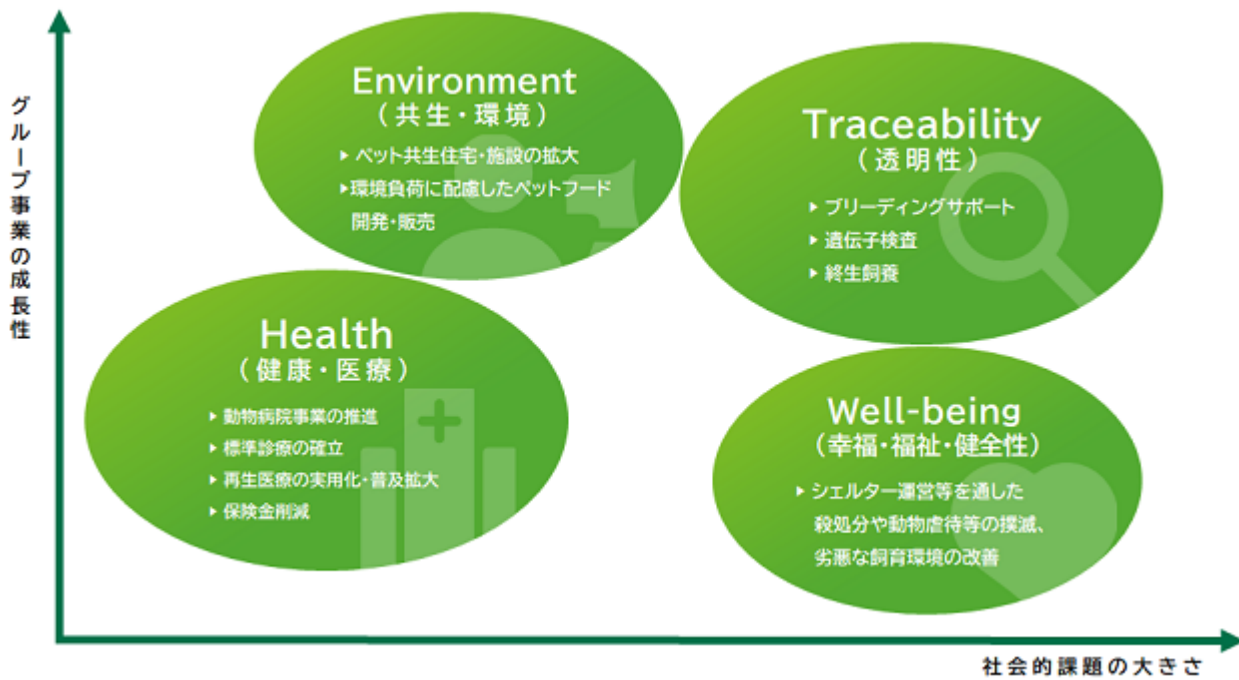 グループ事業の成長性
Environment
（共生・環境）
▶ ペット共生住宅・施設の拡大
▶環境負荷に配慮したペットフード
開発・販売
Traceability
（透明性）
▶ ブリーディングサポート
▶ 遺伝子検査
▶ 終生飼養
Health
（健康・医療）
▶ 動物病院事業の推進
▶ 標準診療の確立
▶ 再生医療の実用化・普及拡大
▶ 保険金削減
Well-being
（幸福・福祉・健全性）
▶ シェルター運営等を通した
殺処分や動物虐待等の撲滅、
劣悪な飼育環境の改善
社会的課題の大きさ